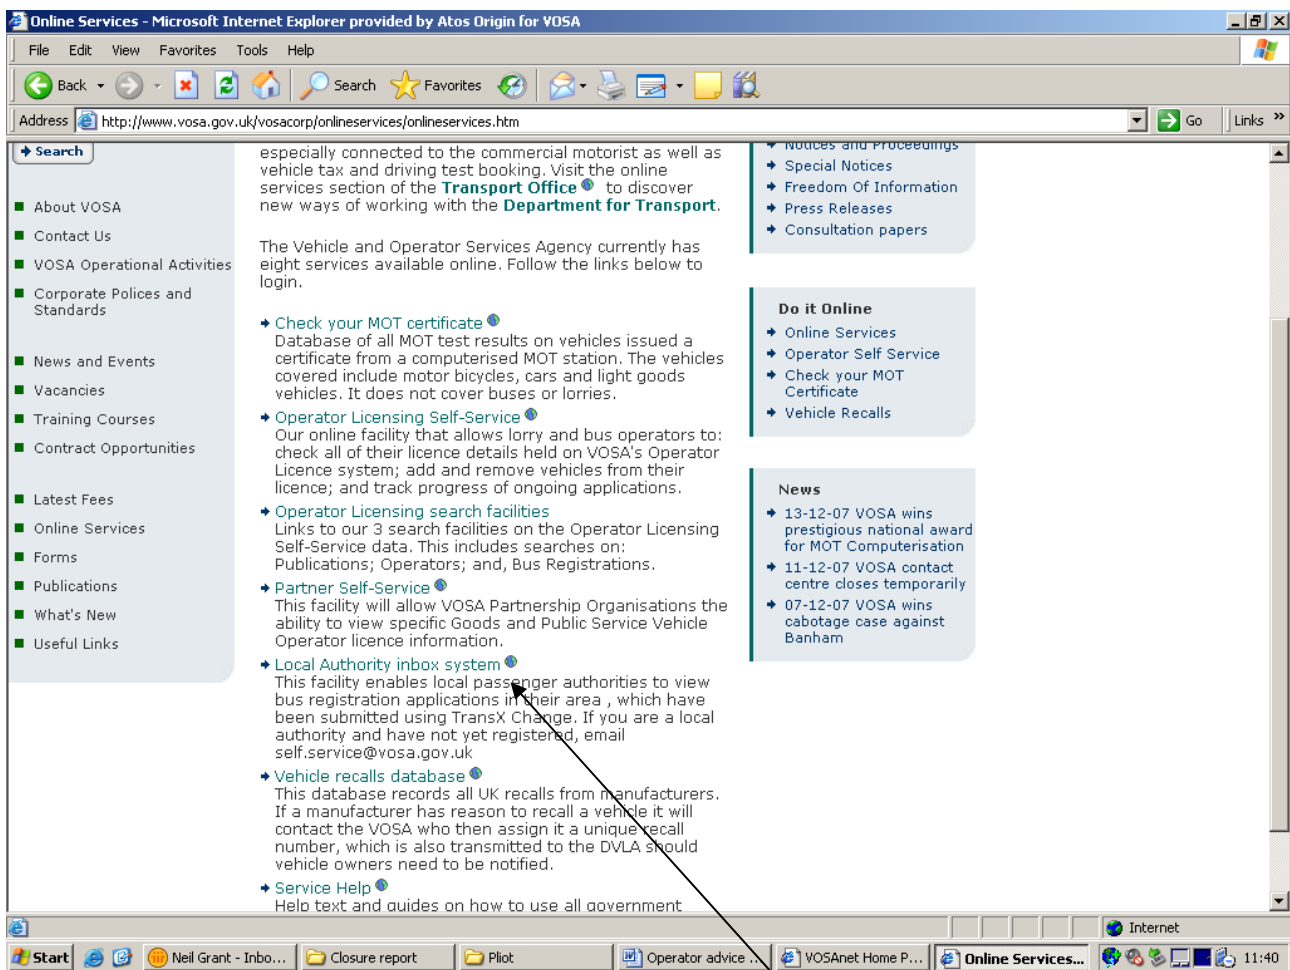 Online Services - Microsoft Internet Explorer provided by Atos Origin for VOSA
File Edit View Favorites Tools Help
Back Search Favorites
Address http://www.vosa.gov.uk/vosacorp/onlineservices/onlineservices.htm Go Links »
Search
About VOSA
Contact Us
VOSA Operational Activities
Corporate Polices and
Standards
News and Events
Vacancies
Training Courses
Contract Opportunities
Latest Fees
Online Services
Forms
Publications
What's New
Useful Links
especially connected to the commercial motorist as well as
vehicle tax and driving test booking. Visit the online
services section of the Transport Office to discover
new ways of working with the Department for Transport.
The Vehicle and Operator Services Agency currently has
eight services available online. Follow the links below to
login.
Check your MOT certificate
Database of all MOT test results on vehicles issued a
certificate from a computerised MOT station. The vehicles
covered include motor bicycles, cars and light goods
vehicles. It does not cover buses or lorries.
Operator Licensing Self-Service
Our online facility that allows lorry and bus operators to:
check all of their licence details held on VOSA's Operator
Licence system; add and remove vehicles from their
licence; and track progress of ongoing applications.
Operator Licensing search facilities
Links to our 3 search facilities on the Operator Licensing
Self-Service data. This includes searches on:
Publications; Operators; and, Bus Registrations.
Partner Self-Service
This facility will allow VOSA Partnership Organisations the
ability to view specific Goods and Public Service Vehicle
Operator licence information.
Local Authority inbox system
This facility enables local passenger authorities to view
bus registration applications in their area , which have
been submitted using TransX Change. If you are a local
authority and have not yet registered, email
self.service@vosa.gov.uk
Vehicle recalls database
This database records all UK recalls from manufacturers.
If a manufacturer has reason to recall a vehicle it will
contact the VOSA who then assign it a unique recall
number, which is also transmitted to the DVLA should
vehicle owners need to be notified.
Service Help
Help text and guides on how to use all government
Notices and Proceedings
Special Notices
Freedom Of Information
Press Releases
Consultation papers
Do it Online
Online Services
Operator Self Service
Check your MOT
Certificate
Vehicle Recalls
News
13-12-07 VOSA wins
prestigious national award
for MOT Computerisation
11-12-07 VOSA contact
centre closes temporarily
07-12-07 VOSA wins
cabotage case against
Banham
Internet
Start Neil Grant - Inbo... Closure report Pliot Operator advice ... VOSAnet Home P... Online Services... 11:40